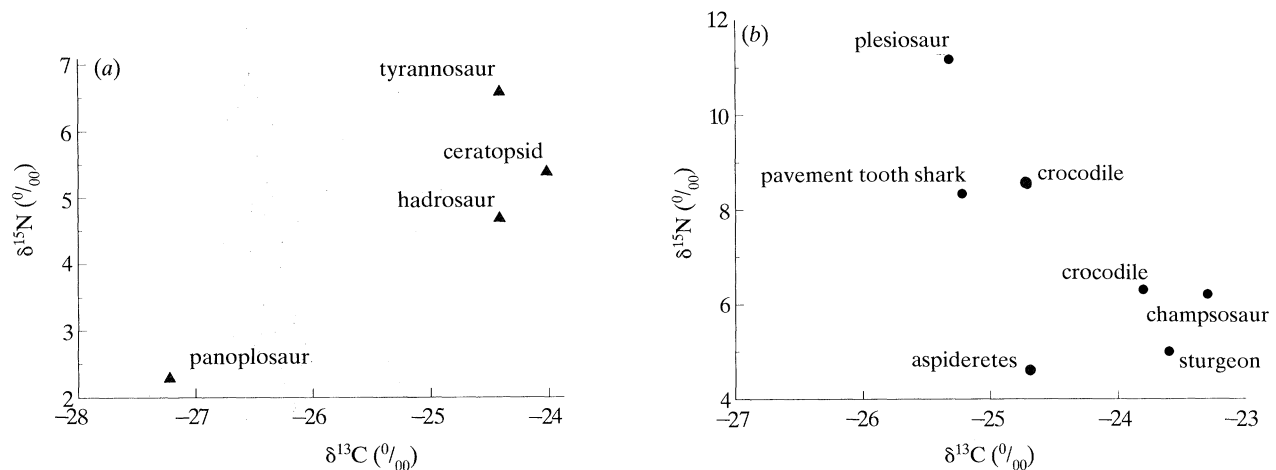 (a)
7
6
5
4
3
2
δ¹⁵N (⁰/₀₀)
tyrannosaur
ceratopsid
hadrosaur
panoplosaur
–28
–27
–26
–25
–24
δ¹³C (⁰/₀₀)
(b)
12
10
8
6
4
δ¹⁵N (⁰/₀₀)
plesiosaur
pavement tooth shark
crocodile
crocodile
champsosaur
aspideretes
sturgeon
–27
–26
–25
–24
–23
δ¹³C (⁰/₀₀)